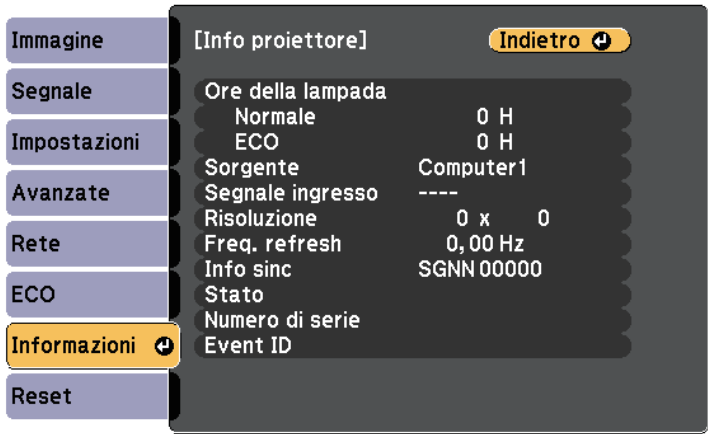 Immagine
Segnale
Impostazioni
Avanzate
Rete
ECO
Informazioni
Reset
[Info proiettore]
Indietro
Ore della lampada
Normale 0 H
ECO 0 H
Sorgente Computer1
Segnale ingresso ----
Risoluzione 0 x 0
Freq. refresh 0,00 Hz
Info sinc SGNN 00000
Stato
Numero di serie
Event ID